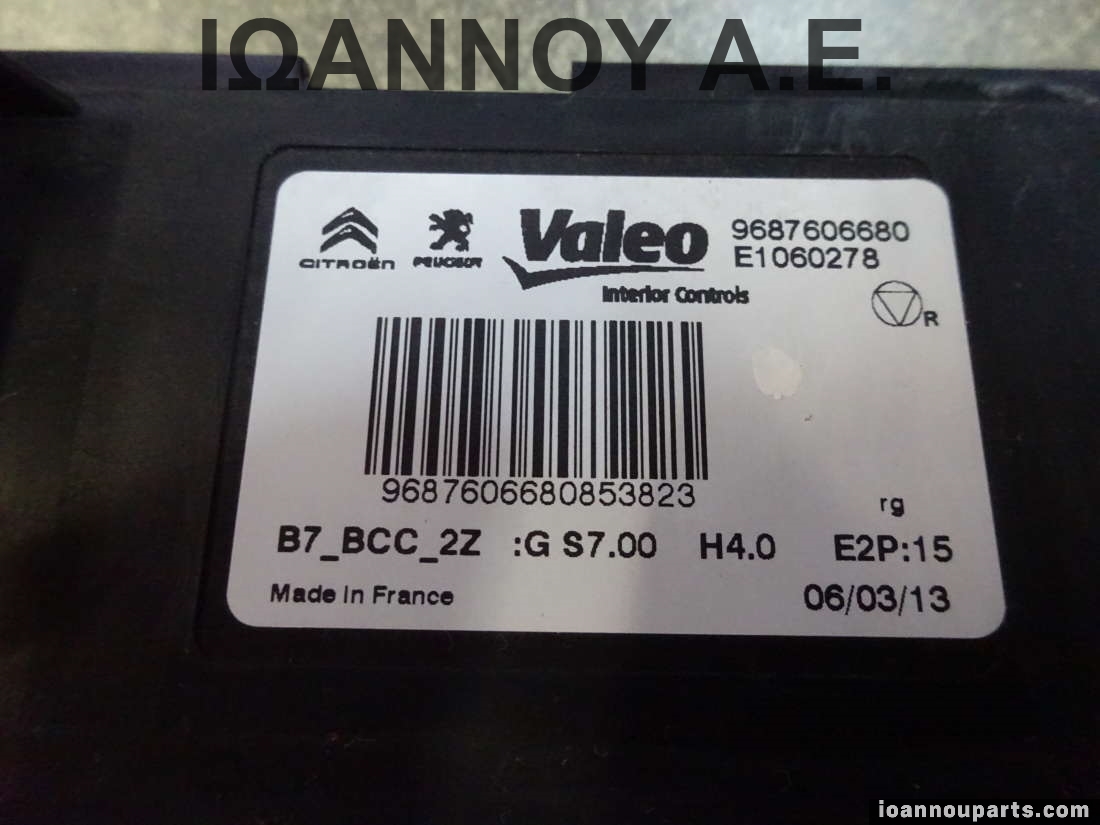 ΙΩΑΝΝΟΥ Α.Ε.
CITROËN PEUGEOT Valeo 9687606680
E1060278
Interior Controls
R
9687606680853823
rg
B7_BCC_2Z :G S7.00 H4.0 E2P:15
Made in France 06/03/13
ioannouparts.com